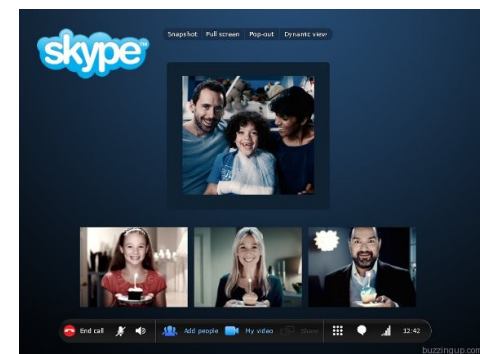 skype
Snapshot Full screen Pop-out Dynamic view
End call Add people My video Share 12:42
buzzingup.com